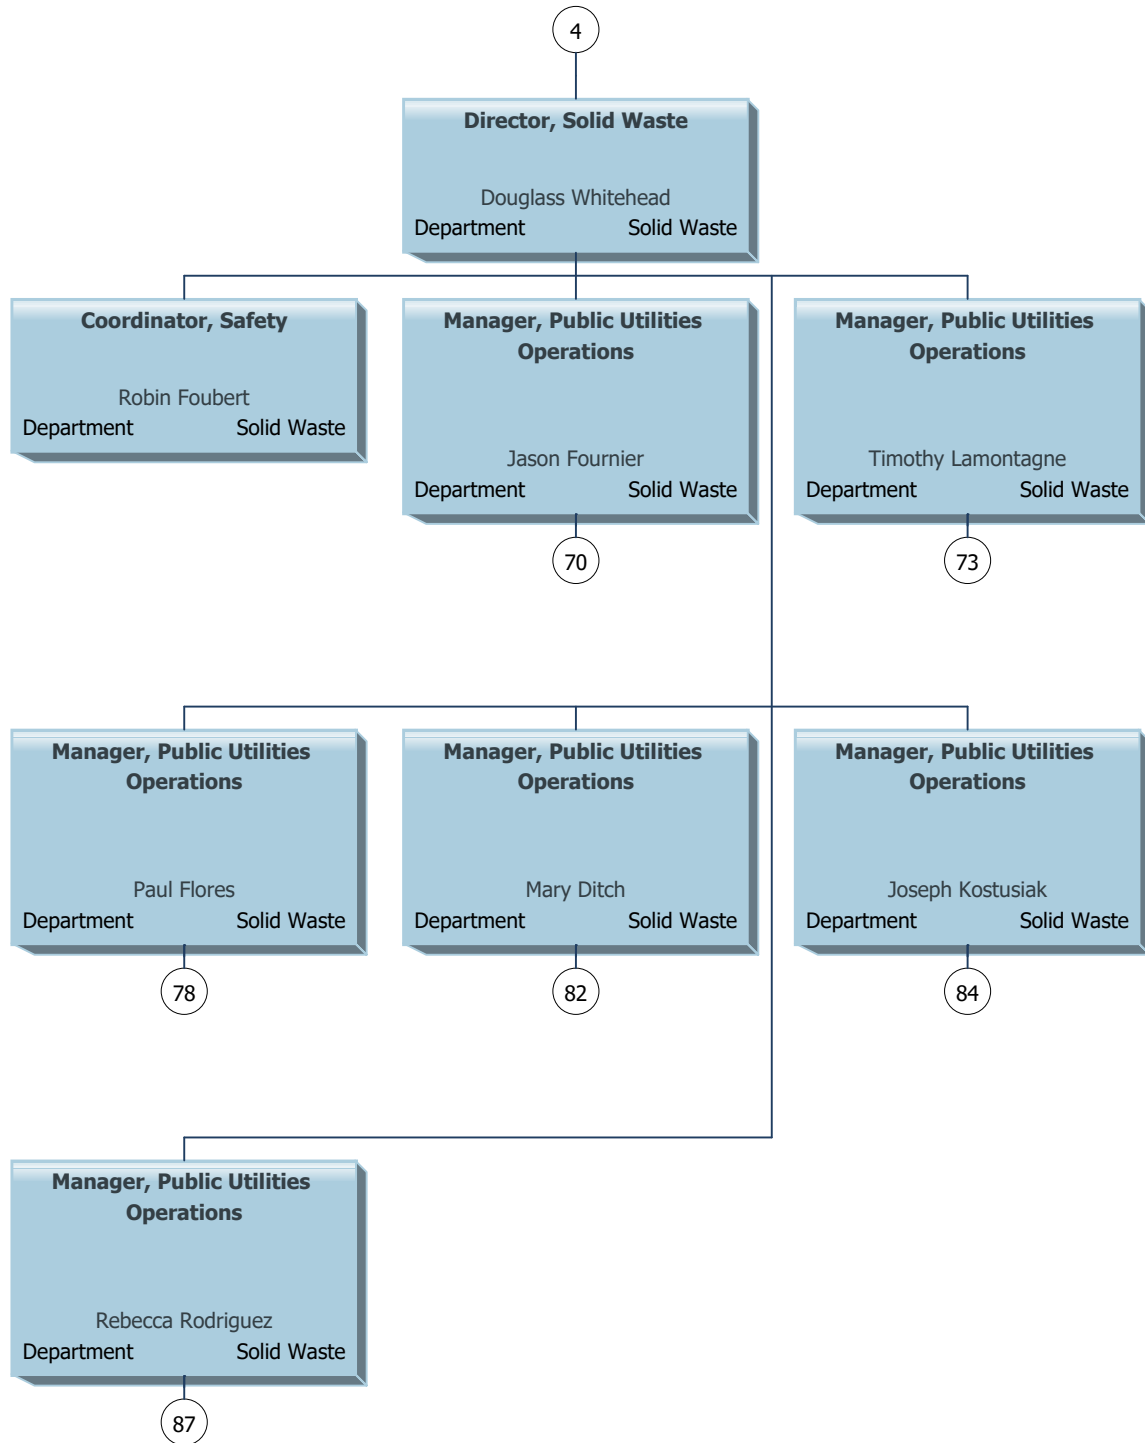 4
Director, Solid Waste
Douglass Whitehead
Department Solid Waste
Coordinator, Safety
Robin Foubert
Department Solid Waste
Manager, Public Utilities
Operations
Jason Fournier
Department Solid Waste
70
Manager, Public Utilities
Operations
Timothy Lamontagne
Department Solid Waste
73
Manager, Public Utilities
Operations
Paul Flores
Department Solid Waste
78
Manager, Public Utilities
Operations
Mary Ditch
Department Solid Waste
82
Manager, Public Utilities
Operations
Joseph Kostusiak
Department Solid Waste
84
Manager, Public Utilities
Operations
Rebecca Rodriguez
Department Solid Waste
87